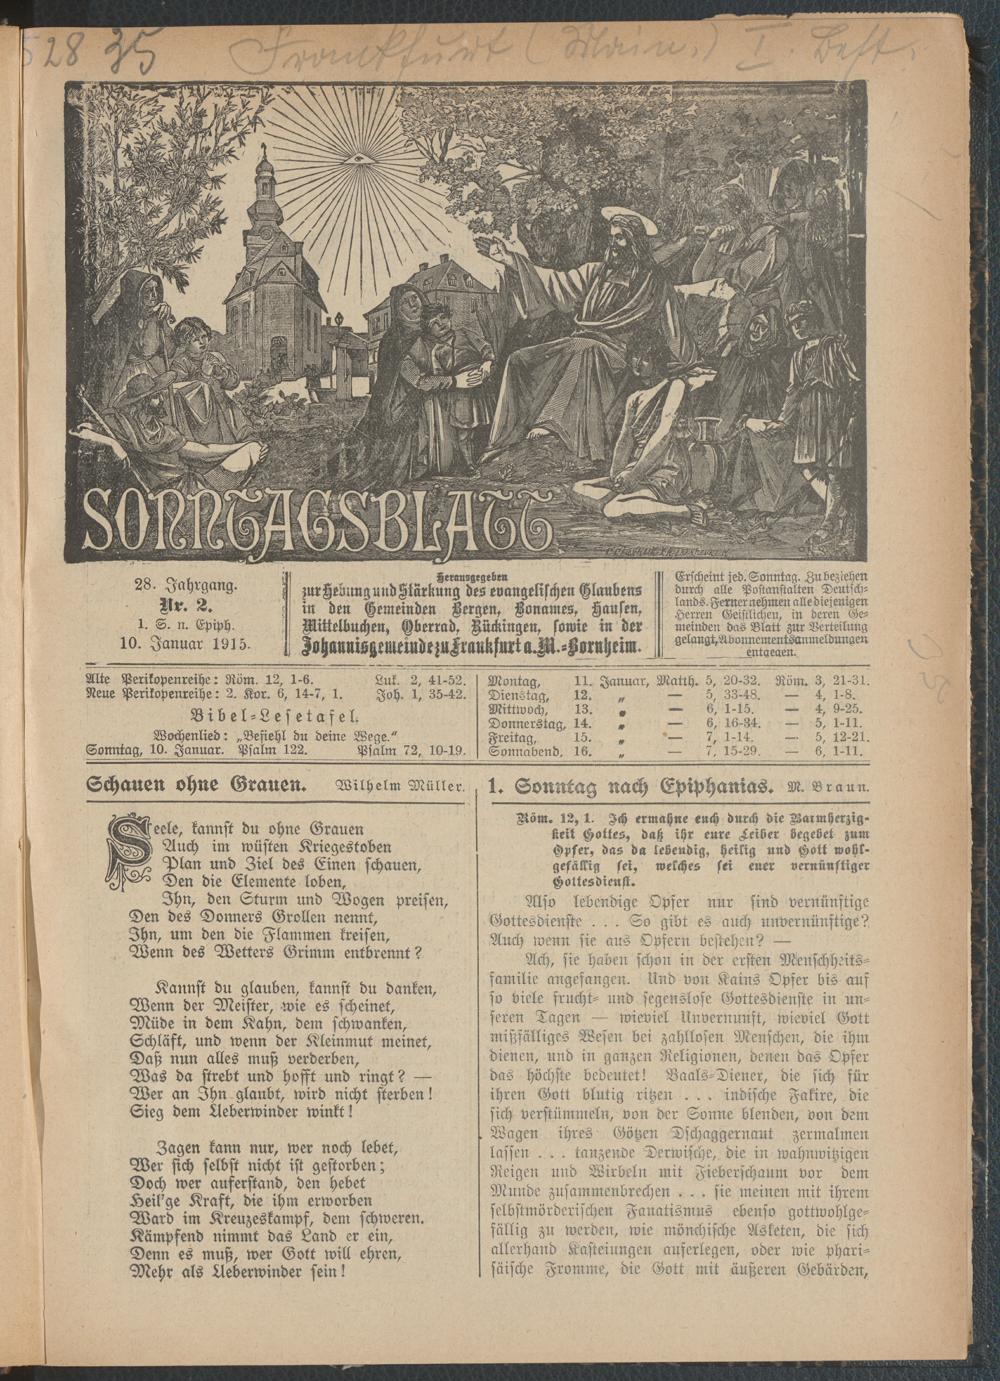 28 35 Frankfurt (Main.) I. Beft.
SONNTAGSBLATT
28. Jahrgang.
Nr. 2.
1. S. n. Epiph.
10. Januar 1915.
Herausgegeben
zur Hebung und Stärkung des evangelischen Glaubens
in den Gemeinden Bergen, Bonames, Hausen,
Mittelbuchen, Oberrad, Rückingen, sowie in der
Johannisgemeinde zu Frankfurt a. M.-Bornheim.
Erscheint jed. Sonntag. Zu beziehen
durch alle Postanstalten Deutsch-
lands. Ferner nehmen alle diejenigen
Herren Geistlichen, in deren Ge-
meinden das Blatt zur Verteilung
gelangt, Abonnementsanmeldungen
entgegen.
Alte Perikopenreihe: Röm. 12, 1-6. Luk. 2, 41-52.
Neue Perikopenreihe: 2. Kor. 6, 14-7, 1. Joh. 1, 35-42.
Bibel-Lesetafel.
Wochenlied: „Befiehl du deine Wege."
Sonntag, 10. Januar. Psalm 122. Psalm 72, 10-19.
Montag, 11. Januar, Matth. 5, 20-32. Röm. 3, 21-31.
Dienstag, 12. „ — 5, 33-48. — 4, 1-8.
Mittwoch, 13. „ — 6, 1-15. — 4, 9-25.
Donnerstag, 14. „ — 6, 16-34. — 5, 1-11.
Freitag, 15. „ — 7, 1-14. — 5, 12-21.
Sonnabend, 16. „ — 7, 15-29. — 6, 1-11.
Schauen ohne Grauen. Wilhelm Müller.
Seele, kannst du ohne Grauen
Auch im wüsten Kriegestoben
Plan und Ziel des Einen schauen,
Den die Elemente loben,
Ihn, den Sturm und Wogen preisen,
Den des Donners Grollen nennt,
Ihn, um den die Flammen kreisen,
Wenn des Wetters Grimm entbrennt?
Kannst du glauben, kannst du danken,
Wenn der Meister, wie es scheinet,
Müde in dem Kahn, dem schwanken,
Schläft, und wenn der Kleinmut meinet,
Daß nun alles muß verderben,
Was da strebt und hofft und ringt? —
Wer an Ihn glaubt, wird nicht sterben!
Sieg dem Ueberwinder winkt!
Zagen kann nur, wer noch lebet,
Wer sich selbst nicht ist gestorben;
Doch wer auferstand, den hebet
Heil'ge Kraft, die ihm erworben
Ward im Kreuzeskampf, dem schweren.
Kämpfend nimmt das Land er ein,
Denn es muß, wer Gott will ehren,
Mehr als Ueberwinder sein!
1. Sonntag nach Epiphanias. M. Braun.
Röm. 12, 1. Ich ermahne euch durch die Barmherzig-
keit Gottes, daß ihr eure Leiber begebet zum
Opfer, das da lebendig, heilig und Gott wohl-
gefällig sei, welches sei euer vernünftiger
Gottesdienst.
Also lebendige Opfer nur sind vernünftige
Gottesdienste . . . So gibt es auch unvernünftige?
Auch wenn sie aus Opfern bestehen? —
Ach, sie haben schon in der ersten Menschheits-
familie angefangen. Und von Kains Opfer bis auf
so viele frucht- und segenslose Gottesdienste in un-
seren Tagen — wieviel Unvernunft, wieviel Gott
mißfälliges Wesen bei zahllosen Menschen, die ihm
dienen, und in ganzen Religionen, denen das Opfer
das höchste bedeutet! Baals-Diener, die sich für
ihren Gott blutig ritzen . . . indische Fakire, die
sich verstümmeln, von der Sonne blenden, von dem
Wagen ihres Götzen Dschaggernaut zermalmen
lassen . . . tanzende Derwische, die in wahnwitzigen
Reigen und Wirbeln mit Fieberschaum vor dem
Munde zusammenbrechen . . . sie meinen mit ihrem
selbstmörderischen Fanatismus ebenso gottwohlge-
fällig zu werden, wie mönchische Asketen, die sich
allerhand Kasteiungen auferlegen, oder wie phari-
säische Fromme, die Gott mit äußeren Gebärden,